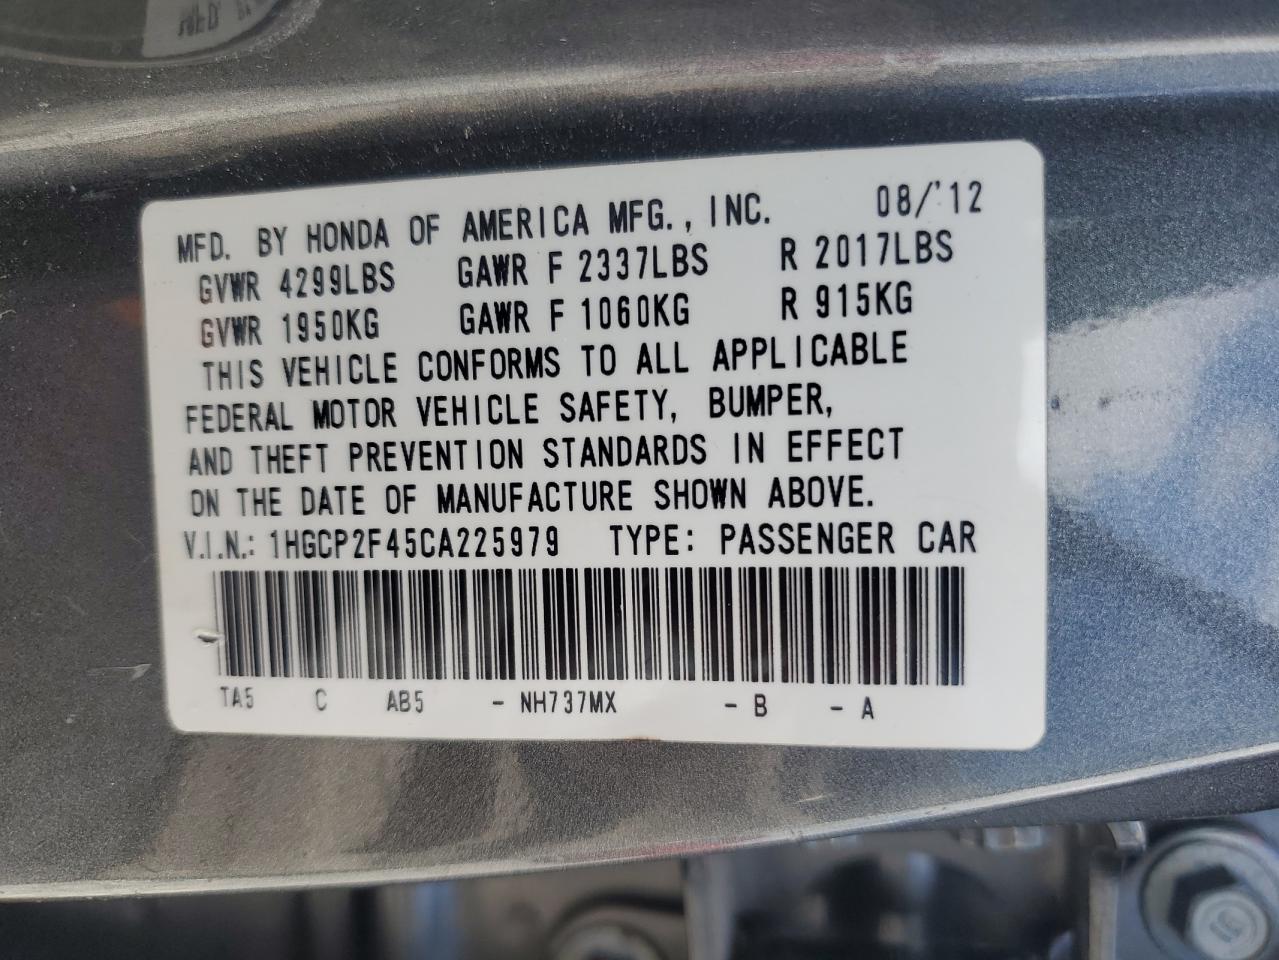 MFD. BY HONDA OF AMERICA MFG., INC. 08/'12
GVWR 4299LBS GAWR F 2337LBS R 2017LBS
GVWR 1950KG GAWR F 1060KG R 915KG
THIS VEHICLE CONFORMS TO ALL APPLICABLE
FEDERAL MOTOR VEHICLE SAFETY, BUMPER,
AND THEFT PREVENTION STANDARDS IN EFFECT
ON THE DATE OF MANUFACTURE SHOWN ABOVE.
V.I.N.: 1HGCP2F45CA225979 TYPE: PASSENGER CAR
TA5 C AB5 - NH737MX - B - A